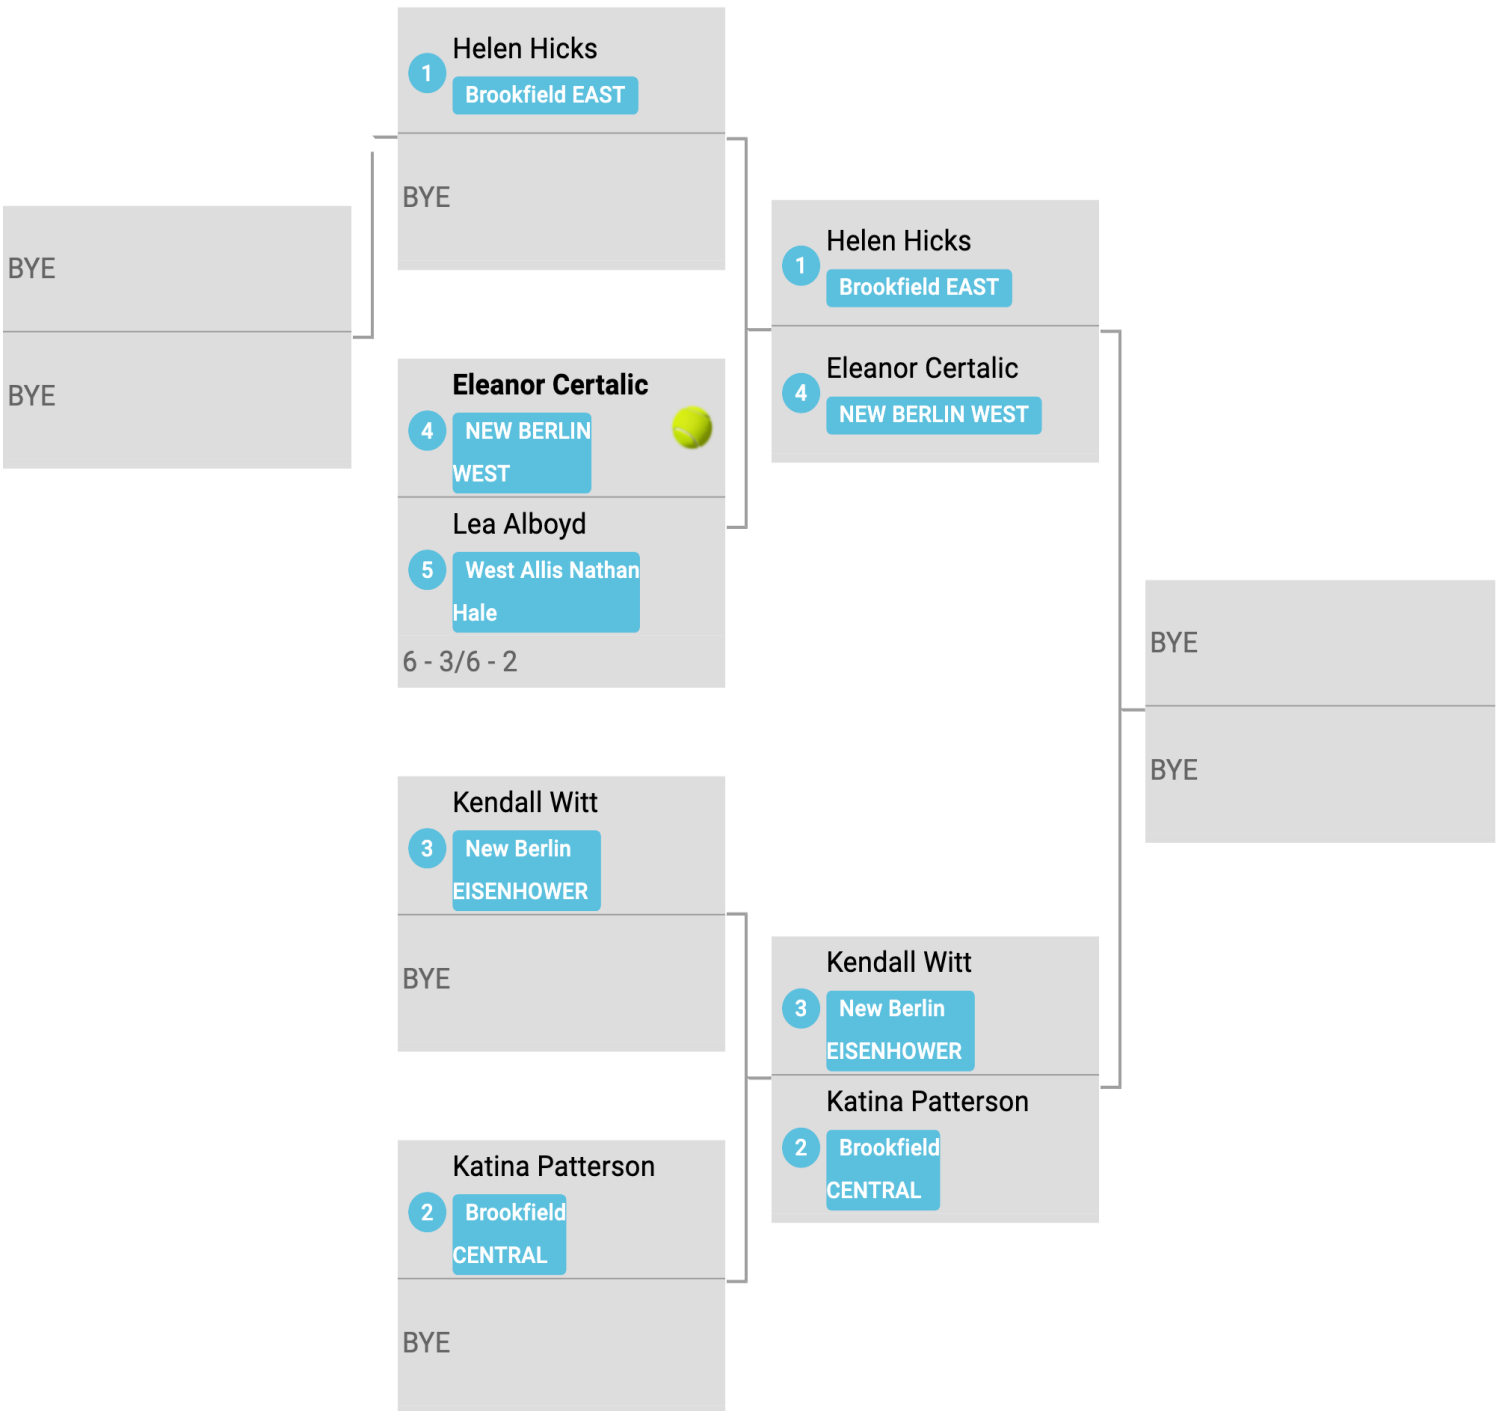 BYE
BYE
1
Helen Hicks
Brookfield EAST
BYE
4
Eleanor Certalic
NEW BERLIN
WEST
5
Lea Alboyd
West Allis Nathan
Hale
6 - 3/6 - 2
3
Kendall Witt
New Berlin
EISENHOWER
BYE
2
Katina Patterson
Brookfield
CENTRAL
BYE
1
Helen Hicks
Brookfield EAST
4
Eleanor Certalic
NEW BERLIN WEST
3
Kendall Witt
New Berlin
EISENHOWER
2
Katina Patterson
Brookfield
CENTRAL
BYE
BYE